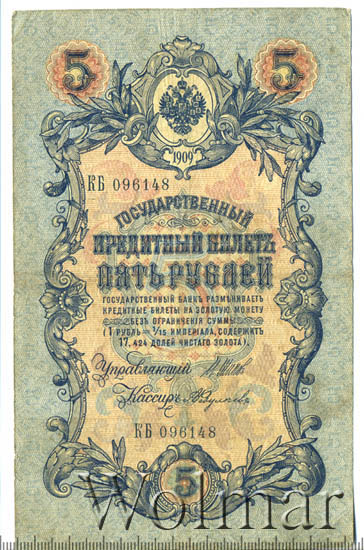 5 5
1909
КБ 096148
ГОСУДАРСТВЕННЫЙ
КРЕДИТНЫЙ БИЛЕТЪ
ПЯТЬ РУБЛЕЙ
ГОСУДАРСТВЕННЫЙ БАНКЪ РАЗМѢНИВАЕТЪ
КРЕДИТНЫЕ БИЛЕТЫ НА ЗОЛОТУЮ МОНЕТУ
БЕЗЪ ОГРАНИЧЕНІЯ СУММЫ
(1 РУБЛЬ = 1/15 ИМПЕРІАЛА, СОДЕРЖИТЪ
17,424 ДОЛЕЙ ЧИСТАГО ЗОЛОТА).
Управляющій
Кассиръ
КБ 096148
5
Wolmar